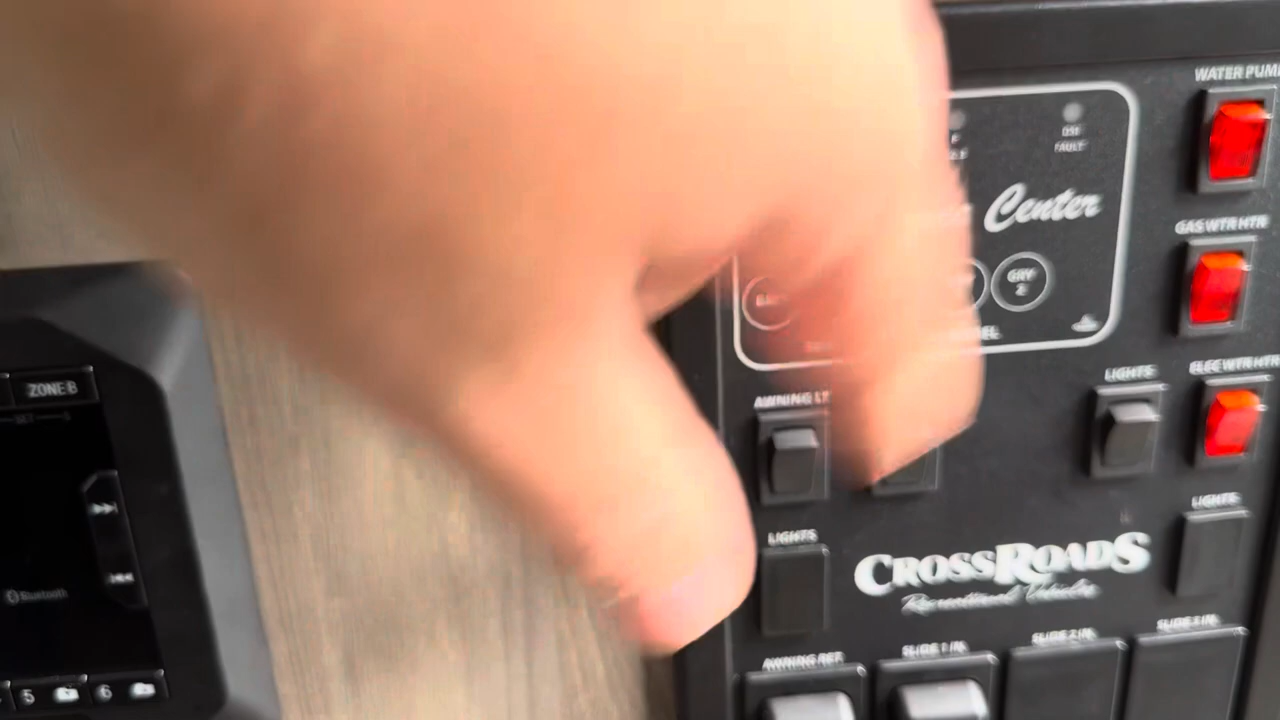 WATER PUMP
DSI
FAULT
Center
GAS WTR HTR
GRY
2
ZONE B
LIGHTS
ELEC WTR HTR
AWNING LT
LIGHTS
LIGHTS
CROSSROADS
Recreational Vehicles
Bluetooth
SLIDE 1 IN
SLIDE 2 IN
SLIDE 3 IN
AWNING RET
5
6